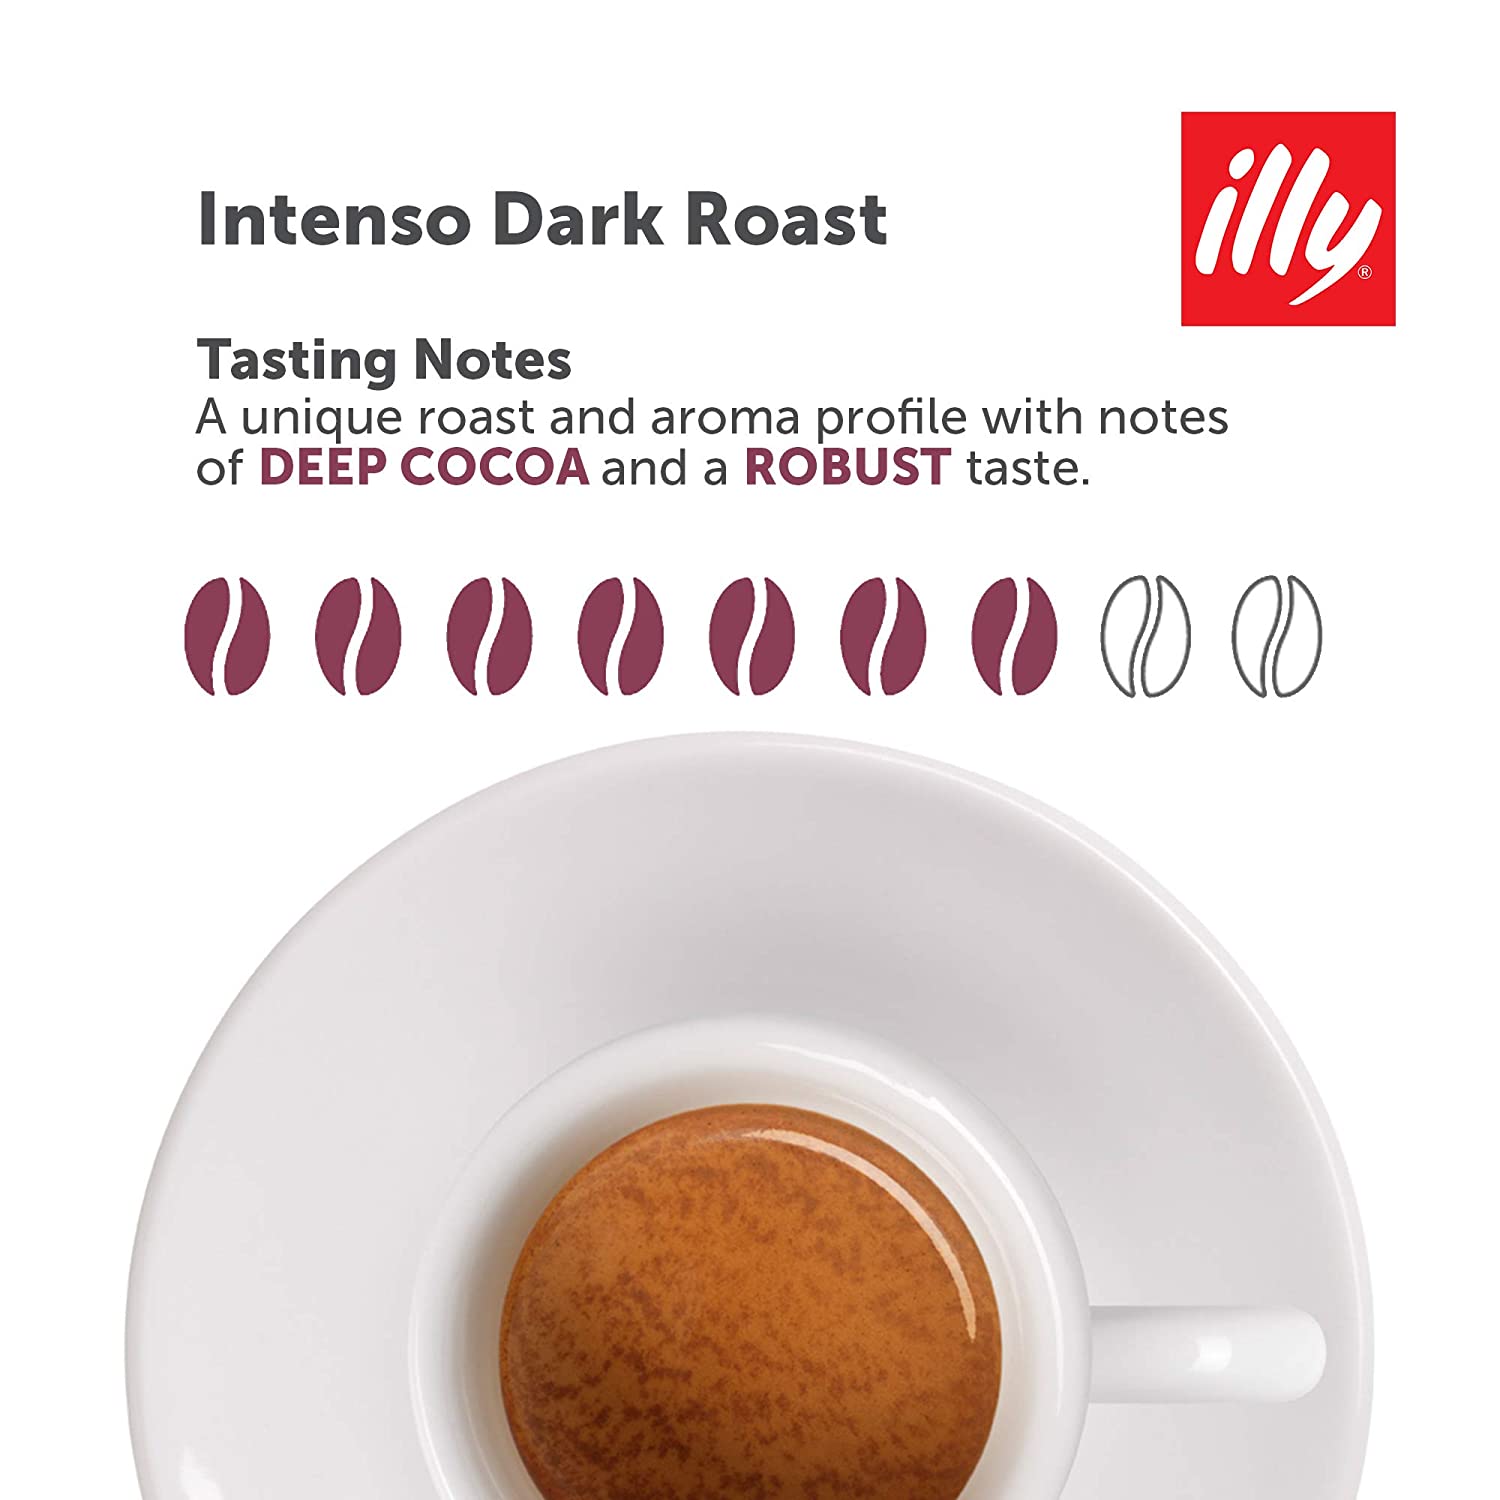 illy®
Intenso Dark Roast
Tasting Notes
A unique roast and aroma profile with notes
of DEEP COCOA and a ROBUST taste.